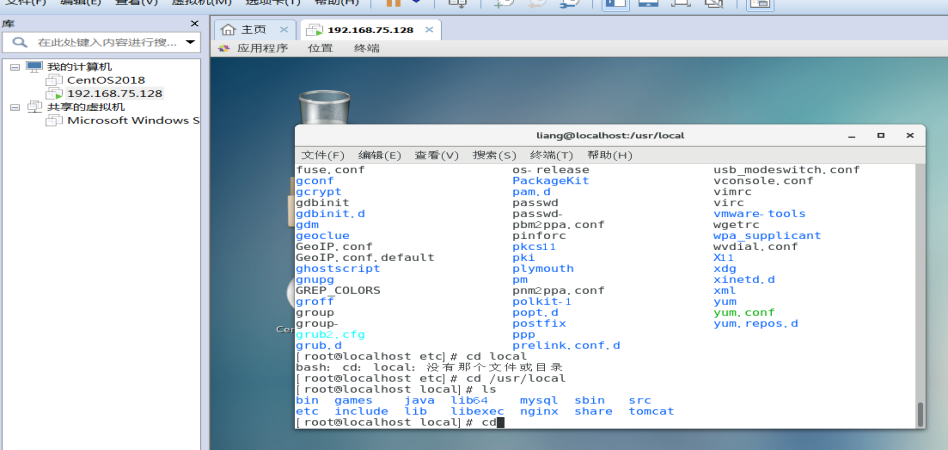 文件(F) 编辑(E) 查看(V) 虚拟机(M) 选项卡(T) 帮助(H)
库 ×
在此处键入内容进行搜...
我的计算机
CentOS2018
192.168.75.128
共享的虚拟机
Microsoft Windows S
主页 × 192.168.75.128 ×
应用程序 位置 终端
liang@localhost:/usr/local
文件(F) 编辑(E) 查看(V) 搜索(S) 终端(T) 帮助(H)
fuse.conf os-release usb_modeswitch.conf
gconf PackageKit vconsole.conf
gcrypt pam.d vimrc
gdbinit passwd virc
gdbinit.d passwd- vmware-tools
gdm pbm2ppa.conf wgetrc
geoclue pinforc wpa_supplicant
GeoIP.conf pkcs11 wvdial.conf
GeoIP.conf.default pki X11
ghostscript plymouth xdg
gnupg pm xinetd.d
GREP_COLORS pnm2ppa.conf xml
groff polkit-1 yum
group popt.d yum.conf
group- postfix yum.repos.d
grub2.cfg ppp
grub.d prelink.conf.d
[root@localhost etc]# cd local
bash: cd: local: 没有那个文件或目录
[root@localhost etc]# cd /usr/local
[root@localhost local]# ls
bin games java lib64 mysql sbin src
etc include lib libexec nginx share tomcat
[root@localhost local]# cd
Cen